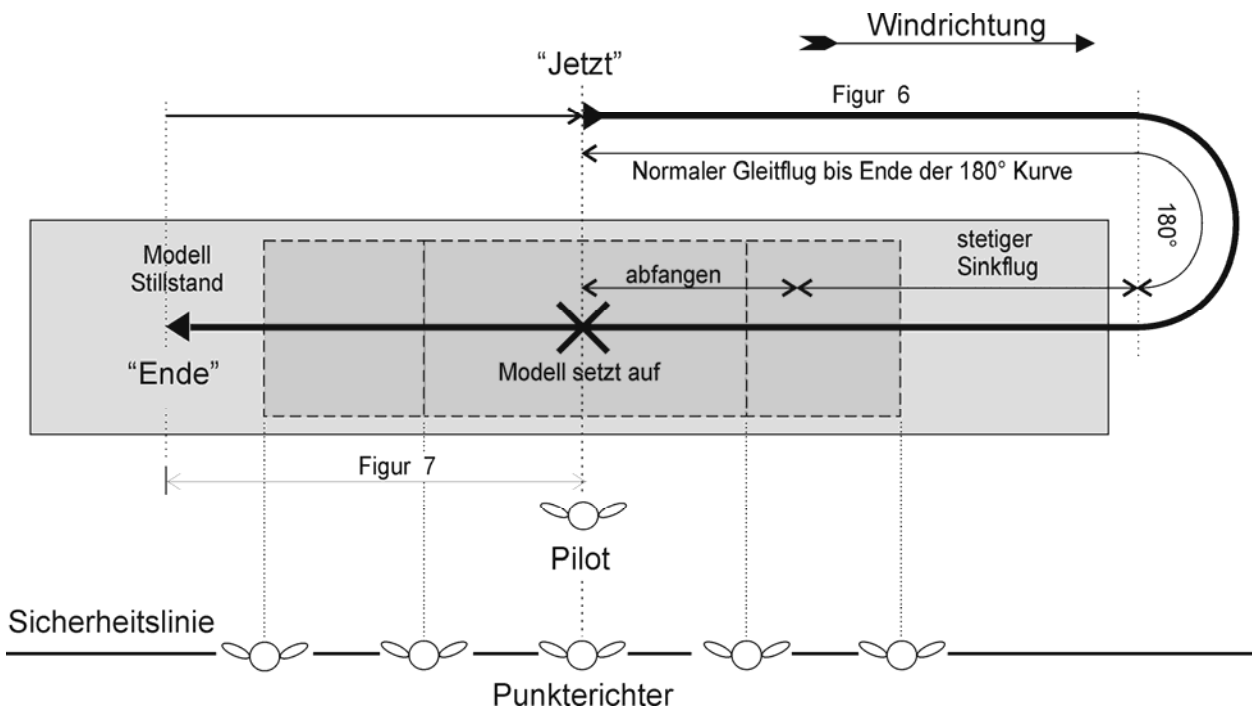 Windrichtung
“Jetzt”
Figur 6
Normaler Gleitflug bis Ende der 180° Kurve
180°
Modell
Stillstand
stetiger
Sinkflug
abfangen
“Ende”
Modell setzt auf
Figur 7
Pilot
Sicherheitslinie
Punkterichter